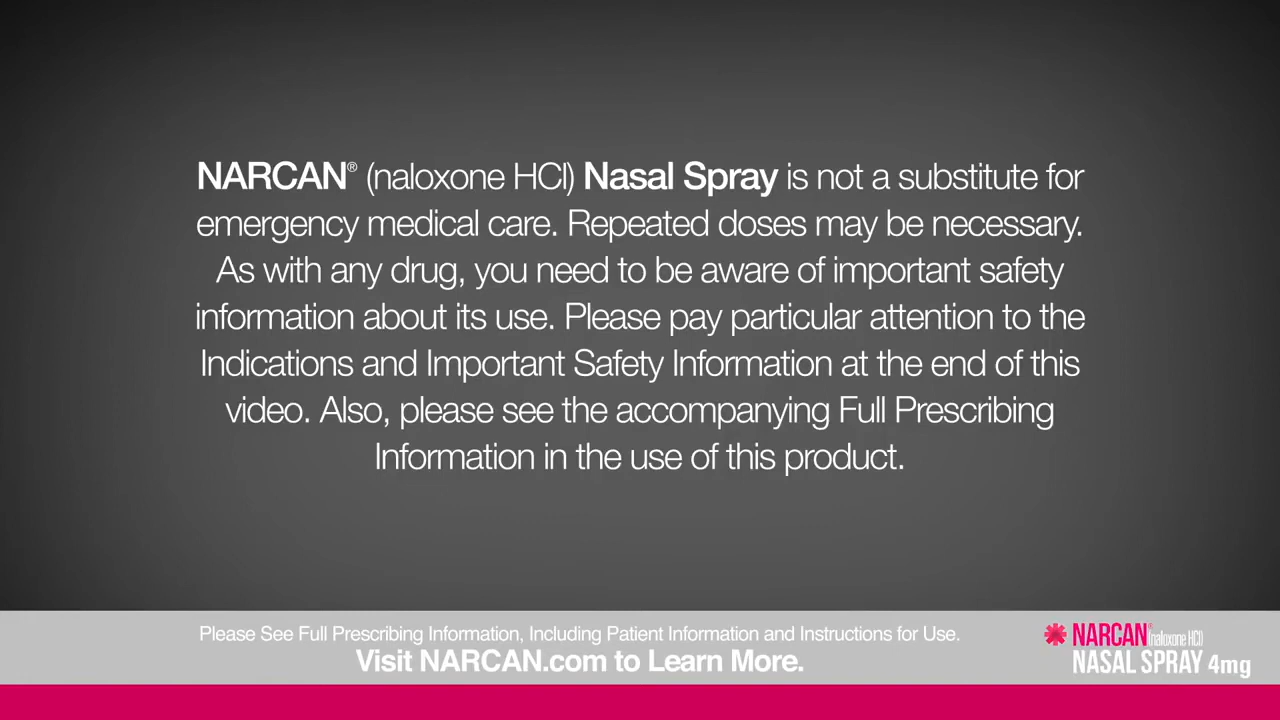 NARCAN® (naloxone HCl) Nasal Spray is not a substitute for
emergency medical care. Repeated doses may be necessary.
As with any drug, you need to be aware of important safety
information about its use. Please pay particular attention to the
Indications and Important Safety Information at the end of this
video. Also, please see the accompanying Full Prescribing
Information in the use of this product.
Please See Full Prescribing Information, Including Patient Information and Instructions for Use.
Visit NARCAN.com to Learn More.
NARCAN® (naloxone HCl)
NASAL SPRAY 4mg